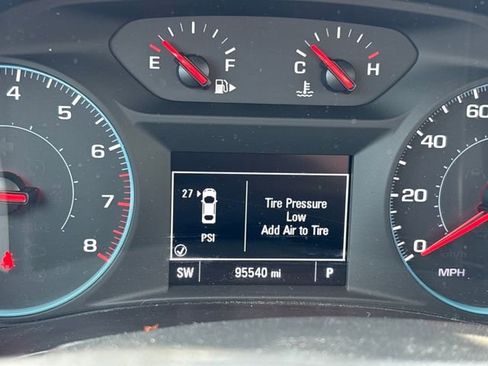 E F
C H
4
5
6
7
8
60
40
20
0
MPH
27
PSI
Tire Pressure
Low
Add Air to Tire
SW 95540 mi P